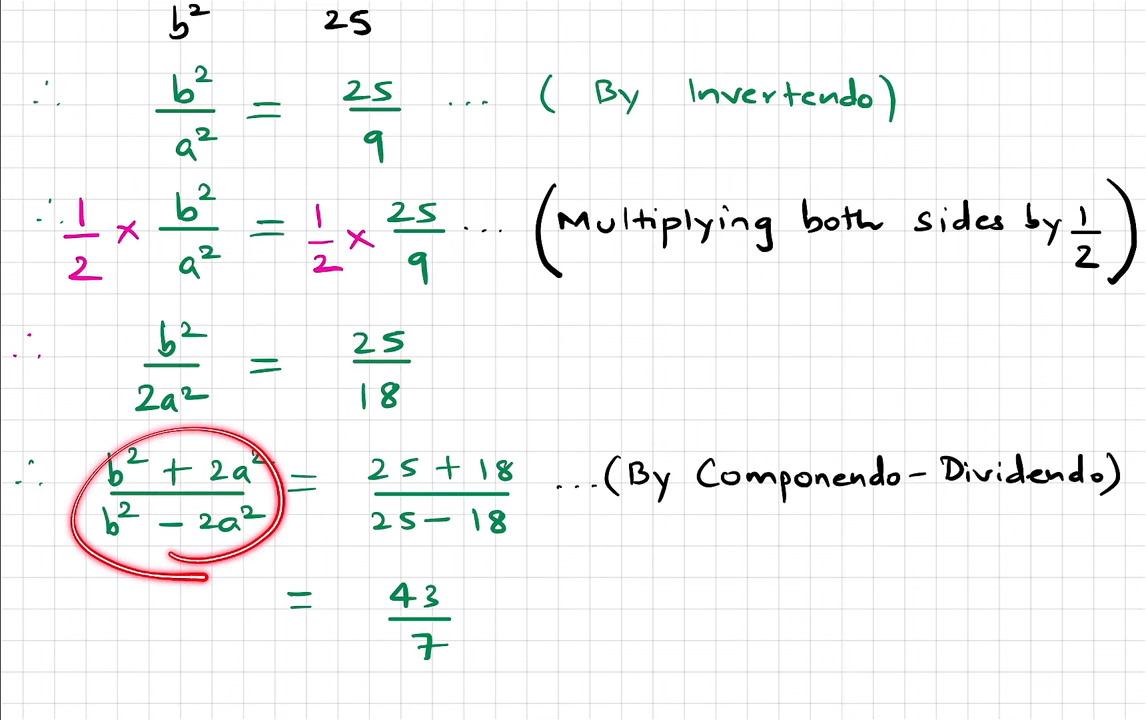 b² 25
∴ b²/a² = 25/9 ... (By Invertendo)
∴ 1/2 × b²/a² = 1/2 × 25/9 ... (Multiplying both sides by 1/2)
∴ b²/2a² = 25/18
∴ b² + 2a²/b² − 2a² = 25 + 18/25 − 18 ... (By Componendo - Dividendo)
= 43/7